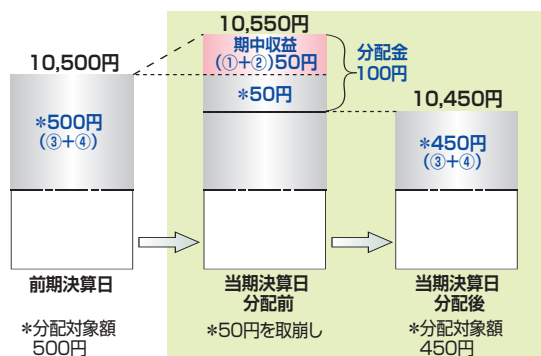 10,500円
*500円
(③+④)
前期決算日
*分配対象額
500円
10,550円
期中収益
(①+②)50円
*50円
分配金
100円
当期決算日
分配前
*50円を取崩し
10,450円
*450円
(③+④)
当期決算日
分配後
*分配対象額
450円